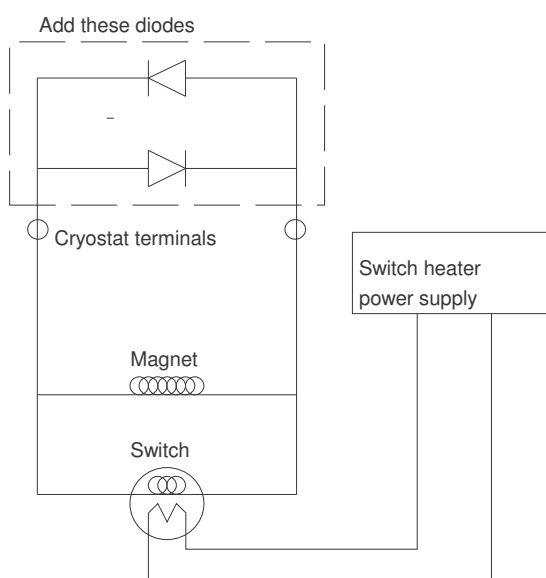 Add these diodes
Cryostat terminals
Switch heater
power supply
Magnet
Switch